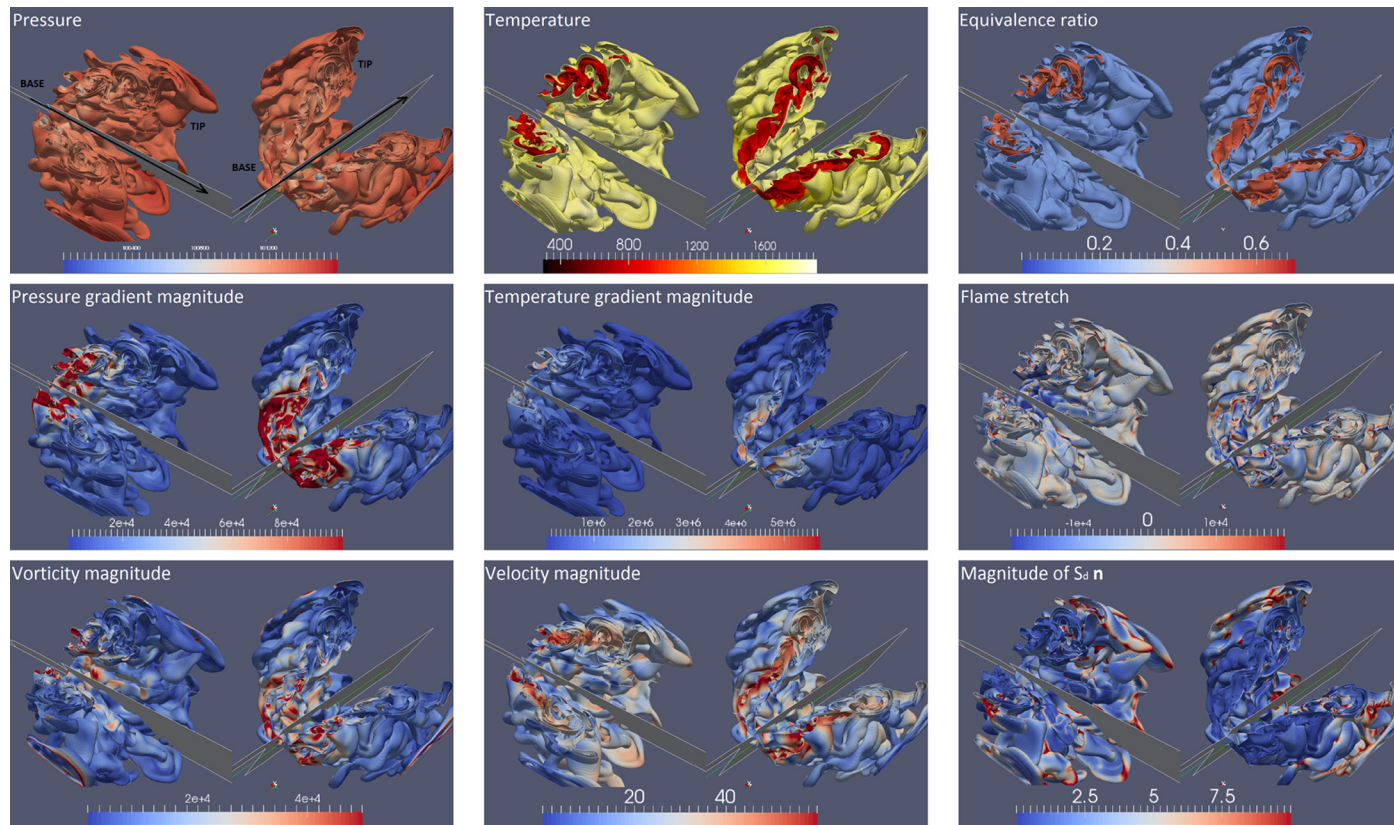 Pressure
BASE
TIP
TIP
BASE
Temperature
400 800 1200 1600
Equivalence ratio
0.2 0.4 0.6
Pressure gradient magnitude
2e+4 4e+4 6e+4 8e+4
Temperature gradient magnitude
1e+6 2e+6 3e+6 4e+6 5e+6
Flame stretch
-1e+4 0 1e+4
Vorticity magnitude
2e+4 4e+4
Velocity magnitude
20 40
Magnitude of Sd n
2.5 5 7.5